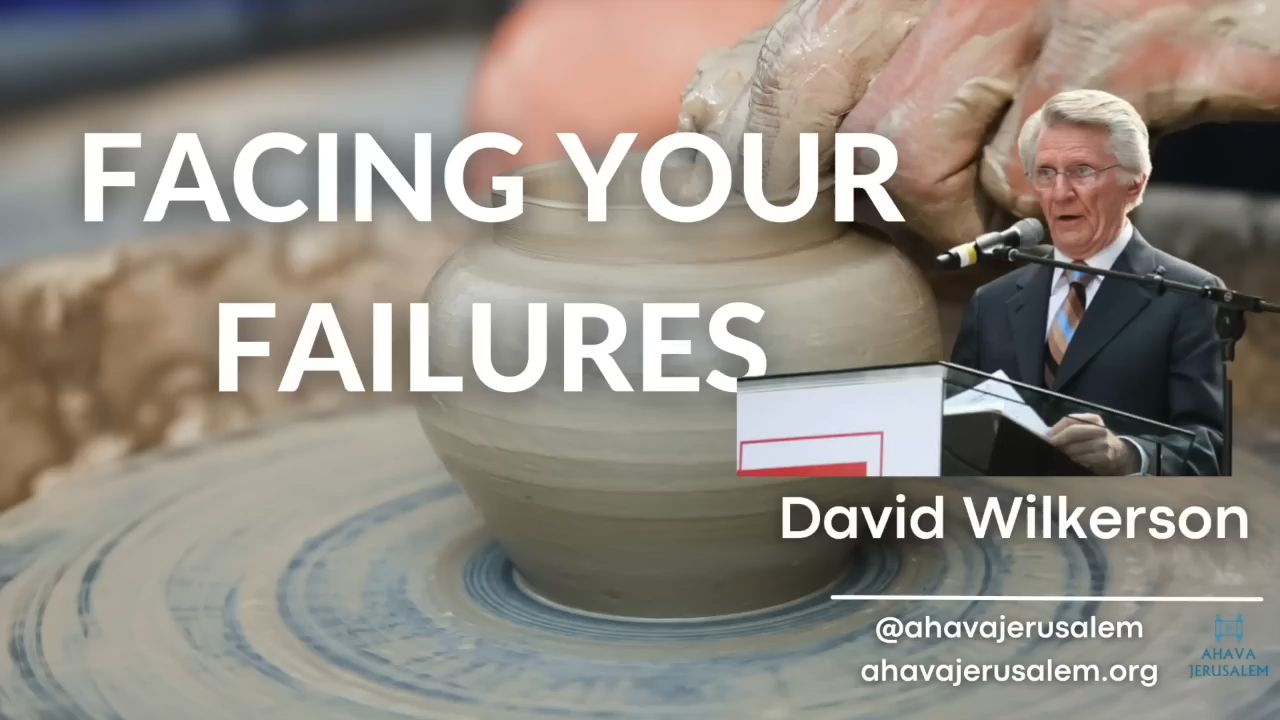 FACING YOUR
FAILURES
David Wilkerson
@ahavajerusalem
ahavajerusalem.org
AHAVA
JERUSALEM